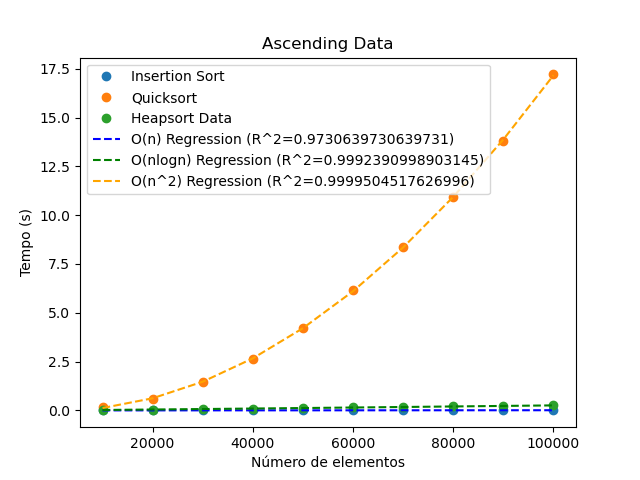 Ascending Data
Insertion Sort
Quicksort
Heapsort Data
O(n) Regression (R^2=0.9730639730639731)
O(nlogn) Regression (R^2=0.9992390998903145)
O(n^2) Regression (R^2=0.9999504517626996)
17.5
15.0
12.5
10.0
7.5
5.0
2.5
0.0
Tempo (s)
20000 40000 60000 80000 100000
Número de elementos